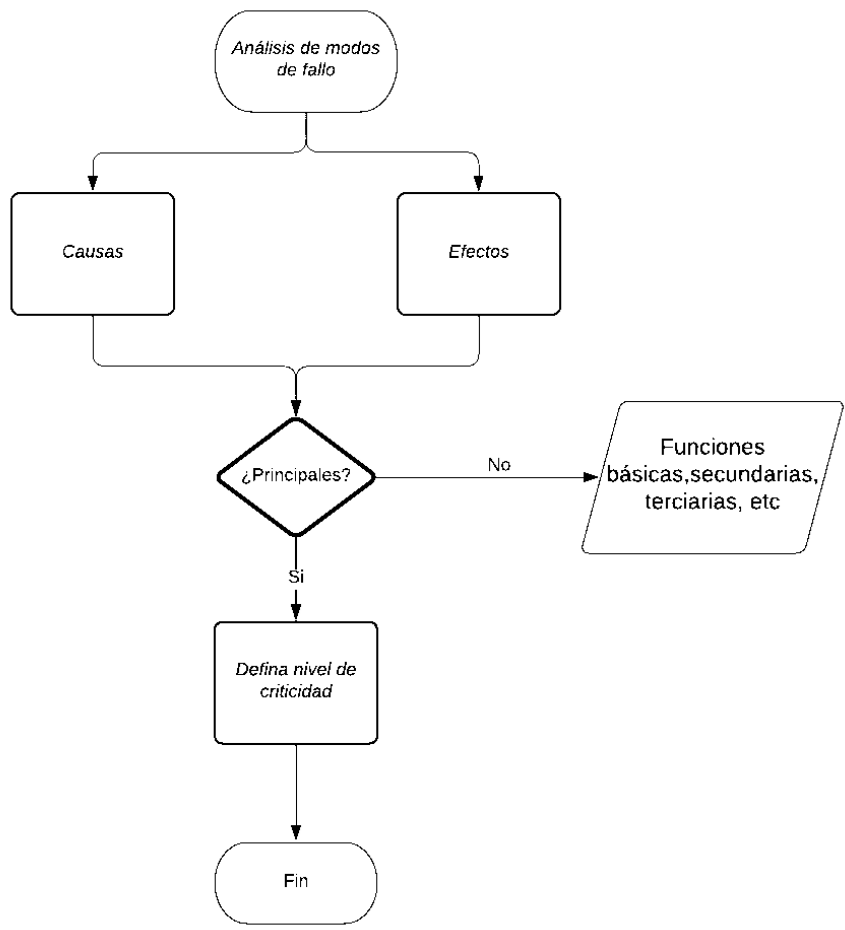 Análisis de modos
de fallo
Causas
Efectos
¿Principales?
No
Funciones
básicas,secundarias,
terciarias, etc
Si
Defina nivel de
criticidad
Fin